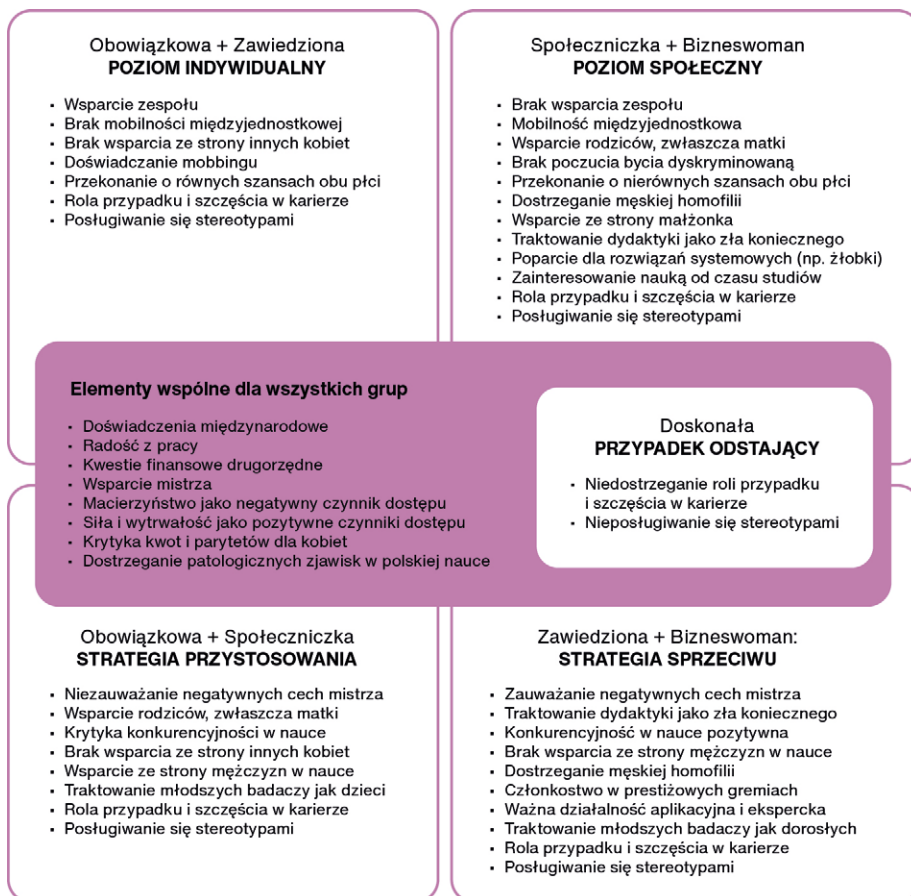 Obowiązkowa + Zawiedziona
POZIOM INDYWIDUALNY
▪ Wsparcie zespołu
▪ Brak mobilności międzyjednostkowej
▪ Brak wsparcia ze strony innych kobiet
▪ Doświadczanie mobbingu
▪ Przekonanie o równych szansach obu płci
▪ Rola przypadku i szczęścia w karierze
▪ Posługiwanie się stereotypami
Społeczniczka + Bizneswoman
POZIOM SPOŁECZNY
▪ Brak wsparcia zespołu
▪ Mobilność międzyjednostkowa
▪ Wsparcie rodziców, zwłaszcza matki
▪ Brak poczucia bycia dyskryminowaną
▪ Przekonanie o nierównych szansach obu płci
▪ Dostrzeganie męskiej homofilii
▪ Wsparcie ze strony małżonka
▪ Traktowanie dydaktyki jako zła koniecznego
▪ Poparcie dla rozwiązań systemowych (np. żłobki)
▪ Zainteresowanie nauką od czasu studiów
▪ Rola przypadku i szczęścia w karierze
▪ Posługiwanie się stereotypami
Elementy wspólne dla wszystkich grup
▪ Doświadczenia międzynarodowe
▪ Radość z pracy
▪ Kwestie finansowe drugorzędne
▪ Wsparcie mistrza
▪ Macierzyństwo jako negatywny czynnik dostępu
▪ Siła i wytrwałość jako pozytywne czynniki dostępu
▪ Krytyka kwot i parytetów dla kobiet
▪ Dostrzeganie patologicznych zjawisk w polskiej nauce
Doskonała
PRZYPADEK ODSTAJĄCY
▪ Niedostrzeganie roli przypadku
i szczęścia w karierze
▪ Nieposługiwanie się stereotypami
Obowiązkowa + Społeczniczka
STRATEGIA PRZYSTOSOWANIA
▪ Niezauważanie negatywnych cech mistrza
▪ Wsparcie rodziców, zwłaszcza matki
▪ Krytyka konkurencyjności w nauce
▪ Brak wsparcia ze strony innych kobiet
▪ Wsparcie ze strony mężczyzn w nauce
▪ Traktowanie młodszych badaczy jak dzieci
▪ Rola przypadku i szczęścia w karierze
▪ Posługiwanie się stereotypami
Zawiedziona + Bizneswoman:
STRATEGIA SPRZECIWU
▪ Zauważanie negatywnych cech mistrza
▪ Traktowanie dydaktyki jako zła koniecznego
▪ Konkurencyjność w nauce pozytywna
▪ Brak wsparcia ze strony mężczyzn w nauce
▪ Dostrzeganie męskiej homofilii
▪ Członkostwo w prestiżowych gremiach
▪ Ważna działalność aplikacyjna i ekspercka
▪ Traktowanie młodszych badaczy jak dorosłych
▪ Rola przypadku i szczęścia w karierze
▪ Posługiwanie się stereotypami